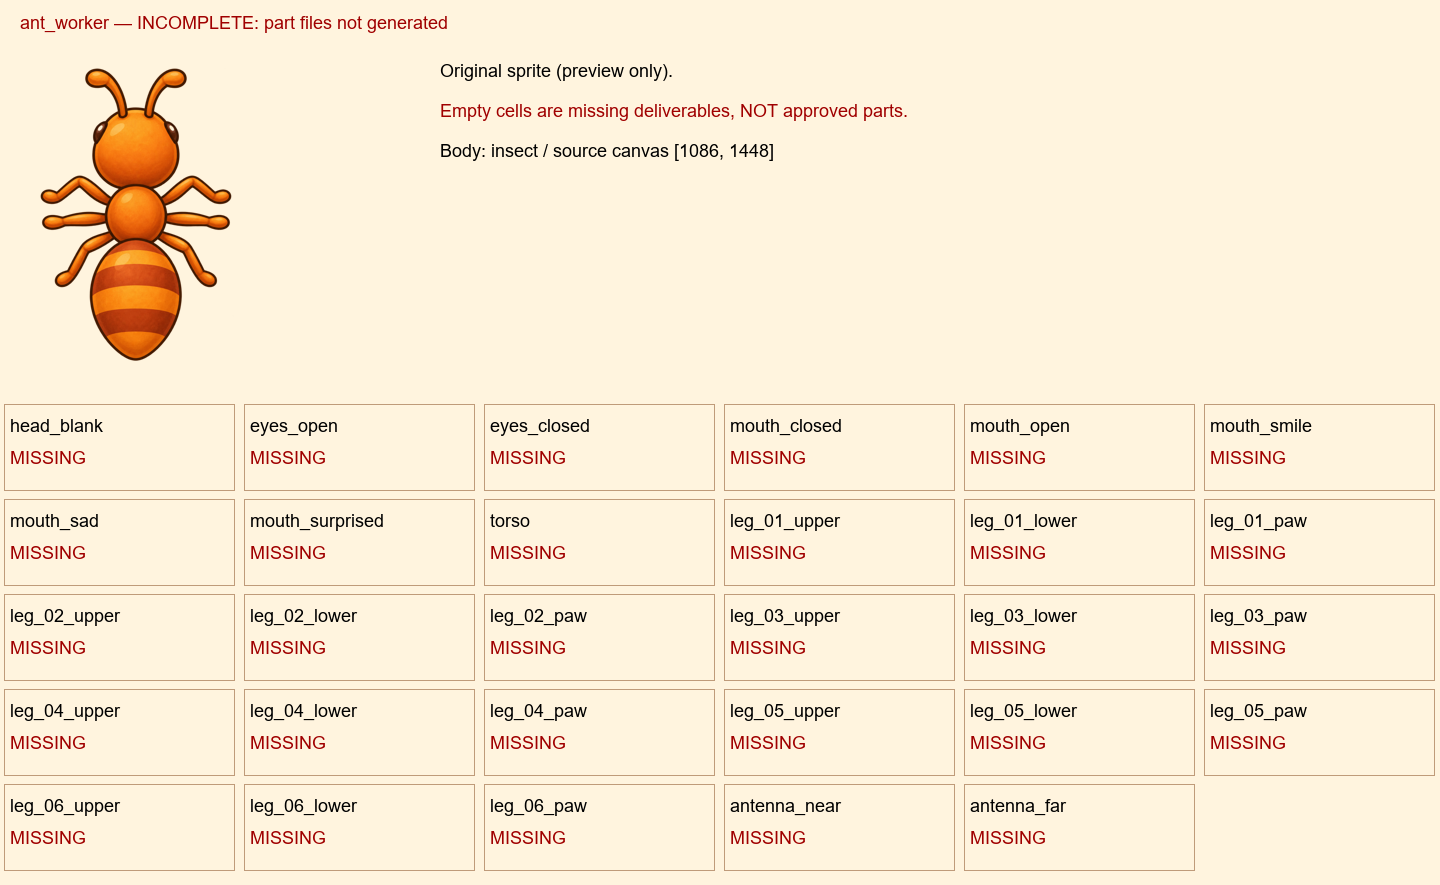 ant_worker — INCOMPLETE: part files not generated
Original sprite (preview only).
Empty cells are missing deliverables, NOT approved parts.
Body: insect / source canvas [1086, 1448]
head_blank
MISSING
eyes_open
MISSING
eyes_closed
MISSING
mouth_closed
MISSING
mouth_open
MISSING
mouth_smile
MISSING
mouth_sad
MISSING
mouth_surprised
MISSING
torso
MISSING
leg_01_upper
MISSING
leg_01_lower
MISSING
leg_01_paw
MISSING
leg_02_upper
MISSING
leg_02_lower
MISSING
leg_02_paw
MISSING
leg_03_upper
MISSING
leg_03_lower
MISSING
leg_03_paw
MISSING
leg_04_upper
MISSING
leg_04_lower
MISSING
leg_04_paw
MISSING
leg_05_upper
MISSING
leg_05_lower
MISSING
leg_05_paw
MISSING
leg_06_upper
MISSING
leg_06_lower
MISSING
leg_06_paw
MISSING
antenna_near
MISSING
antenna_far
MISSING